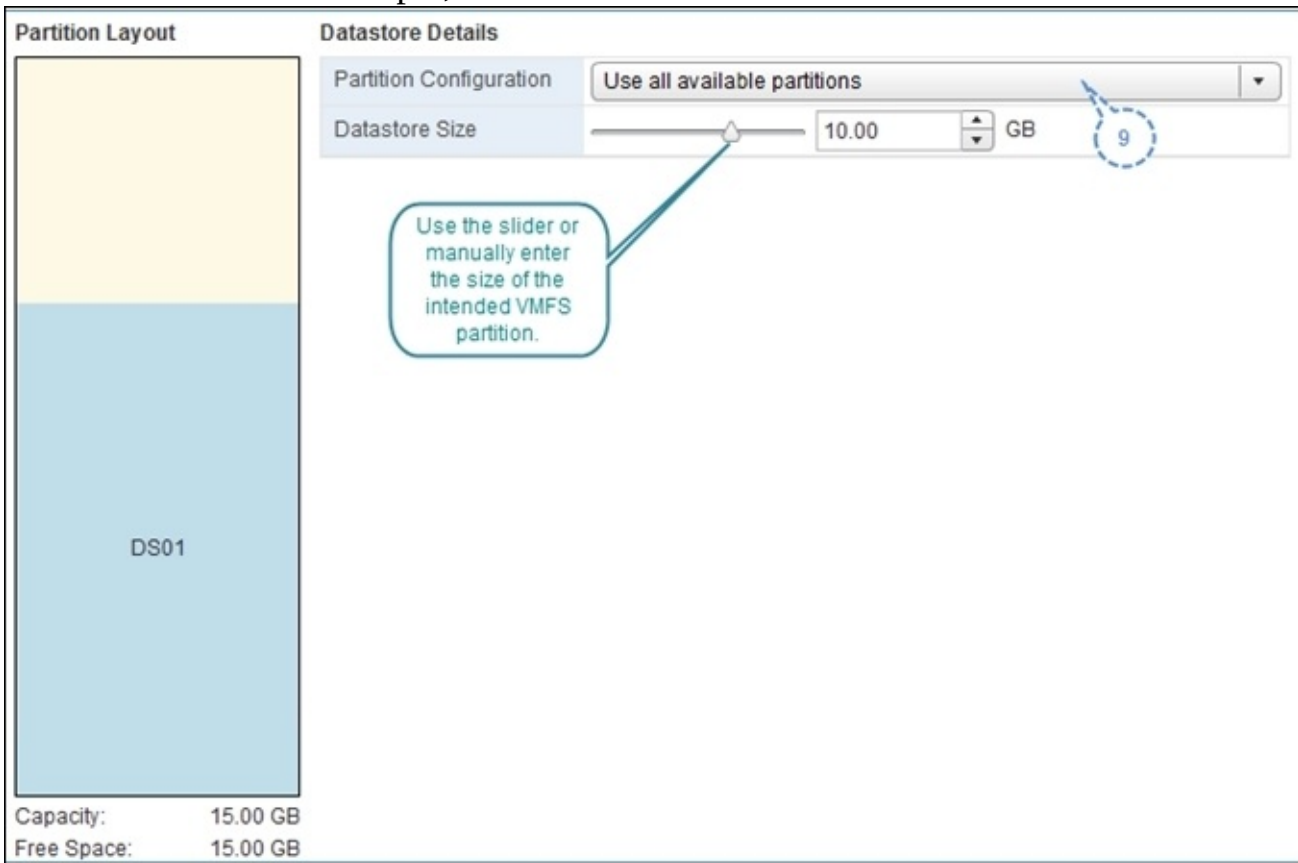 Partition Layout
Datastore Details
Partition Configuration
Use all available partitions
Datastore Size
10.00
GB
9
Use the slider or
manually enter
the size of the
intended VMFS
partition.
DS01
Capacity: 15.00 GB
Free Space: 15.00 GB